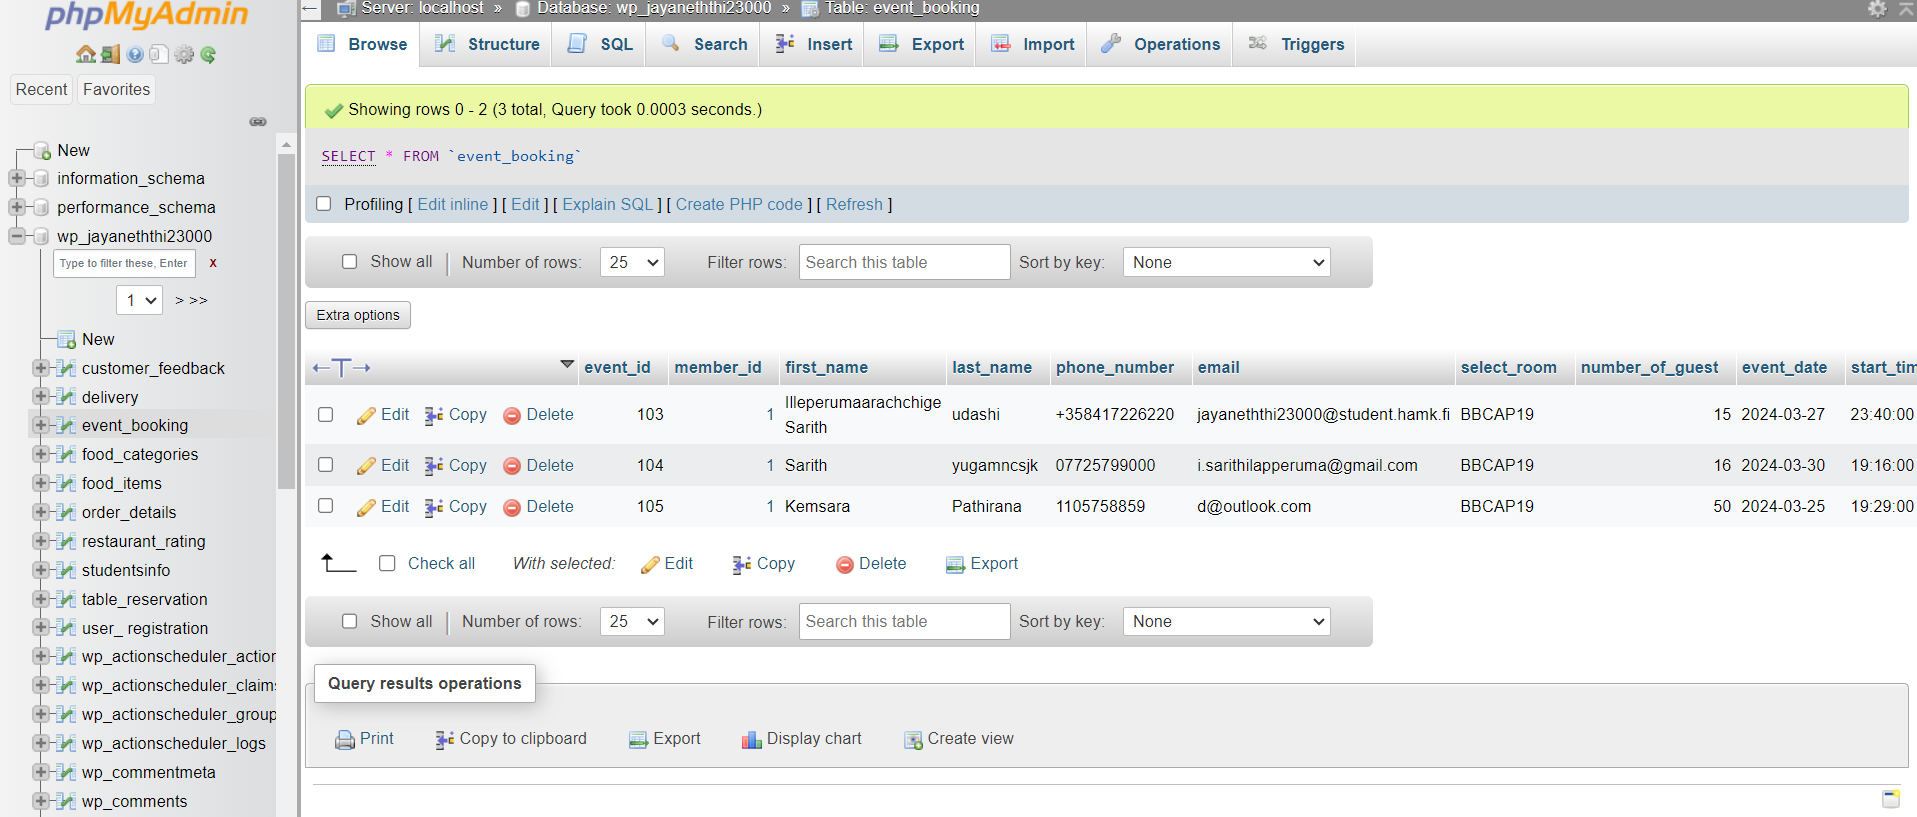 phpMyAdmin
Recent Favorites
New
information_schema
performance_schema
wp_jayaneththi23000
Type to filter these, Enter X
1 > >>
New
customer_feedback
delivery
event_booking
food_categories
food_items
order_details
restaurant_rating
studentsinfo
table_reservation
user_ registration
wp_actionscheduler_action
wp_actionscheduler_claims
wp_actionscheduler_group
wp_actionscheduler_logs
wp_commentmeta
wp_comments
Server: localhost » Database: wp_jayaneththi23000 » Table: event_booking
Browse Structure SQL Search Insert Export Import Operations Triggers
Showing rows 0 - 2 (3 total, Query took 0.0003 seconds.)
SELECT * FROM `event_booking`
Profiling [ Edit inline ] [ Edit ] [ Explain SQL ] [ Create PHP code ] [ Refresh ]
Show all | Number of rows: 25 Filter rows: Search this table Sort by key: None
Extra options
←T→ event_id member_id first_name last_name phone_number email select_room number_of_guest event_date start_tim
Edit Copy Delete 103 1 Illeperumaarachchige Sarith udashi +358417226220 jayaneththi23000@student.hamk.fi BBCAP19 15 2024-03-27 23:40:00
Edit Copy Delete 104 1 Sarith yugamncsjk 07725799000 i.sarithilapperuma@gmail.com BBCAP19 16 2024-03-30 19:16:00
Edit Copy Delete 105 1 Kemsara Pathirana 1105758859 d@outlook.com BBCAP19 50 2024-03-25 19:29:00
Check all With selected: Edit Copy Delete Export
Show all | Number of rows: 25 Filter rows: Search this table Sort by key: None
Query results operations
Print Copy to clipboard Export Display chart Create view